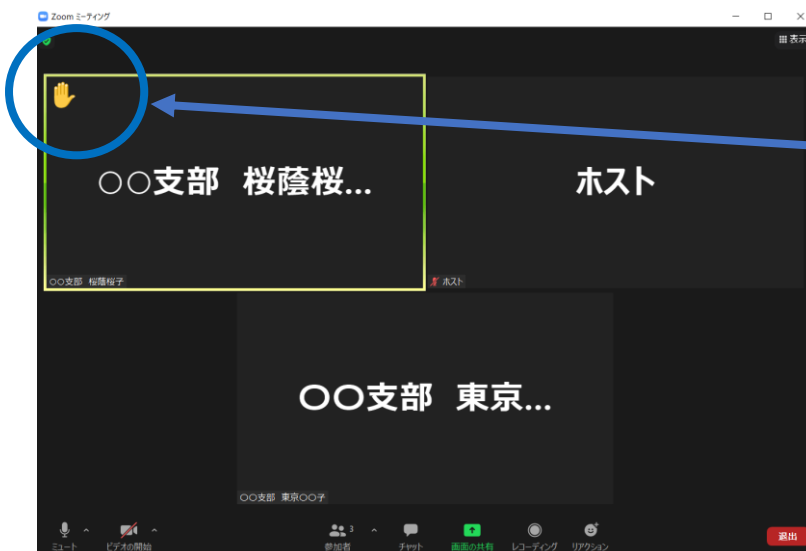 Zoom ミーティング
表示
○○支部 桜蔭桜...
ホスト
○○支部 桜蔭桜子
ホスト
○○支部 東京...
○○支部 東京○○子
ミュート
ビデオの開始
3
参加者
チャット
画面の共有
レコーディング
リアクション
退出